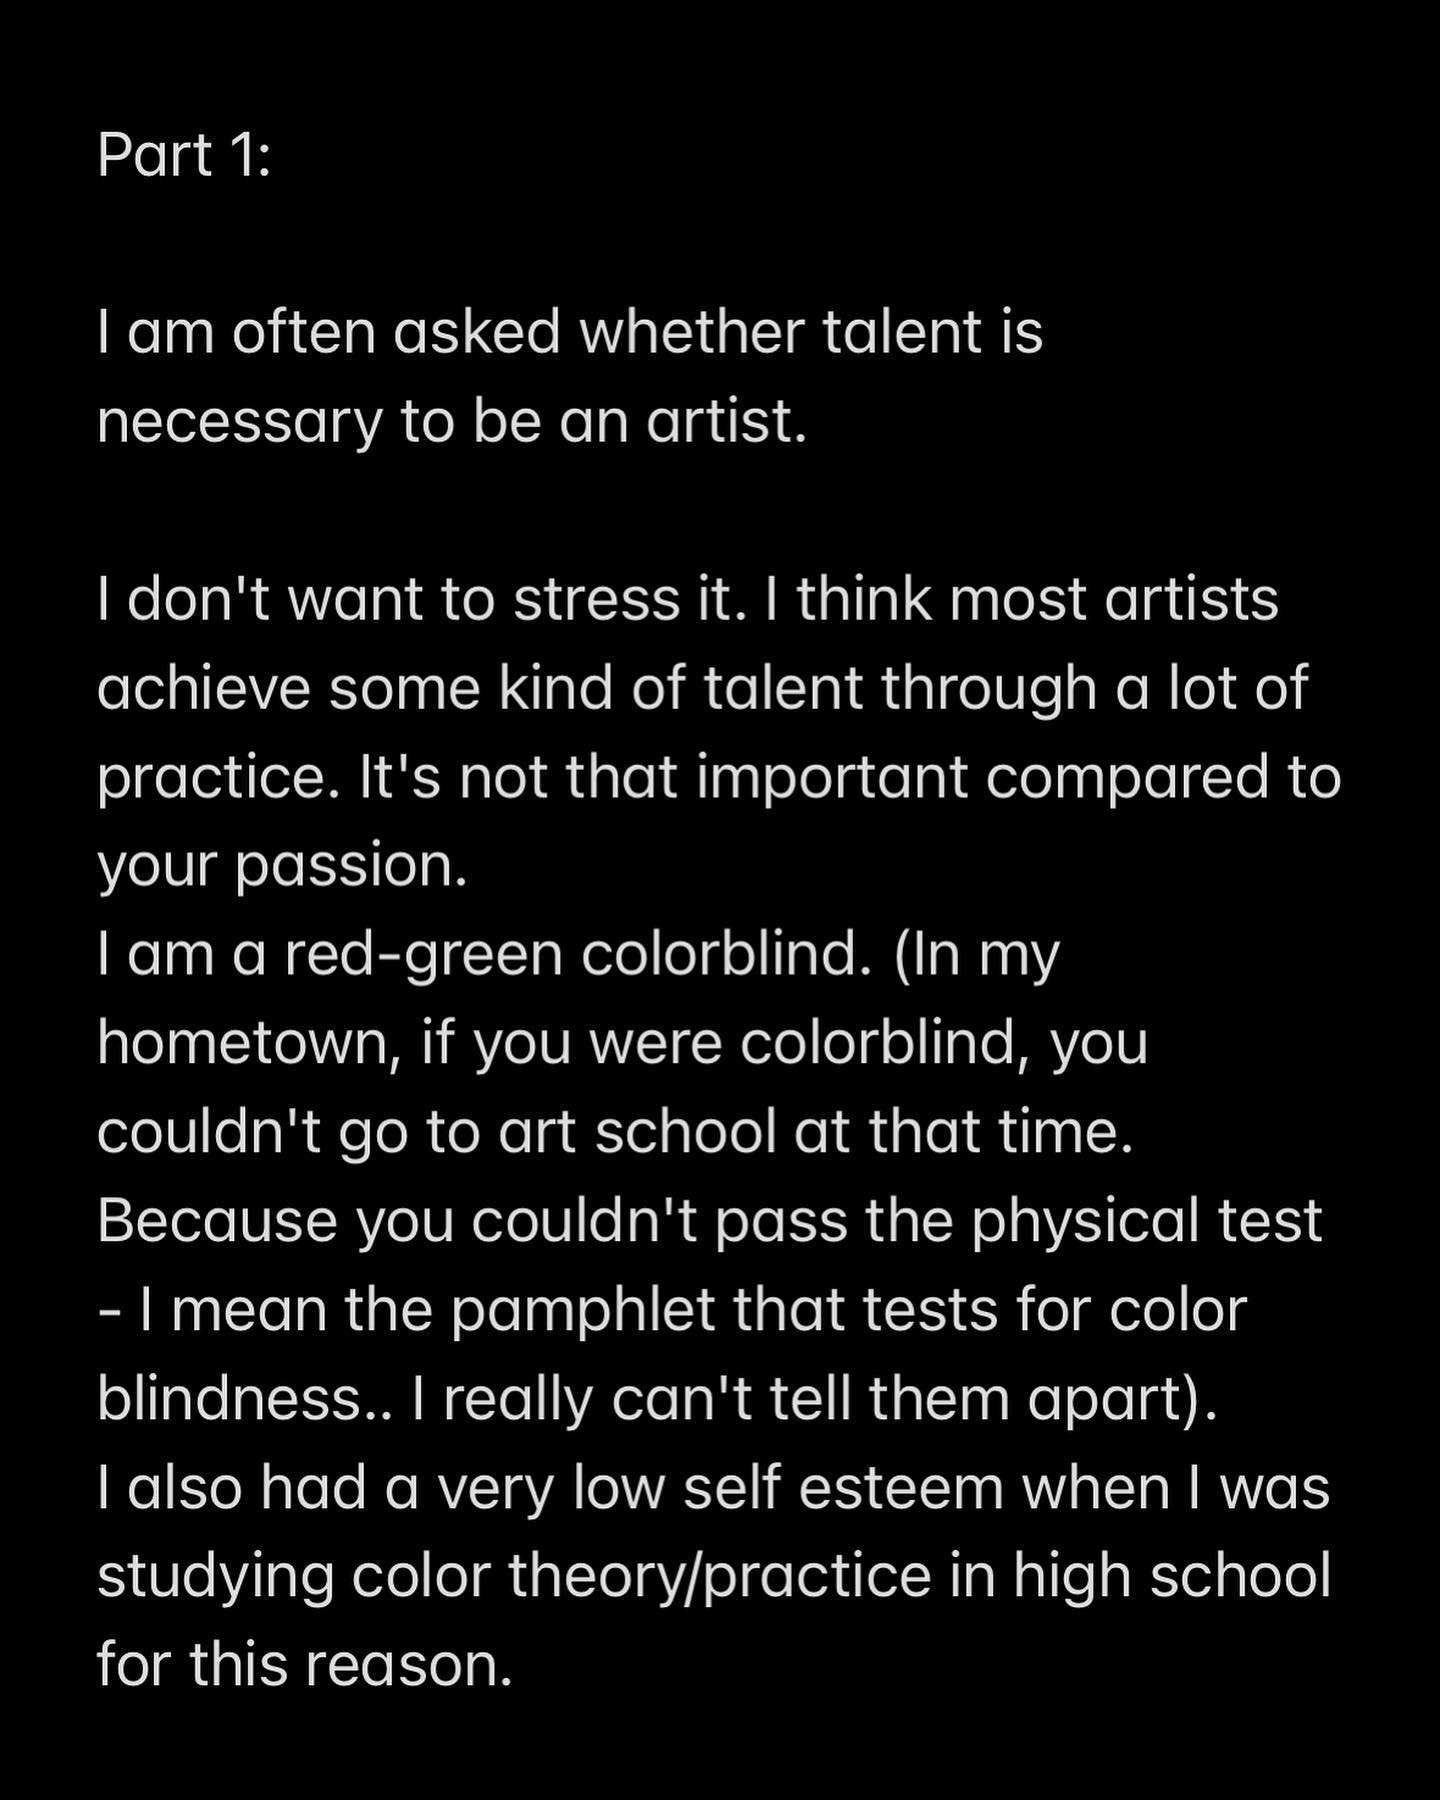 Part 1:
I am often asked whether talent is
necessary to be an artist.
I don't want to stress it. I think most artists
achieve some kind of talent through a lot of
practice. It's not that important compared to
your passion.
I am a red-green colorblind. (In my
hometown, if you were colorblind, you
couldn't go to art school at that time.
Because you couldn't pass the physical test
- I mean the pamphlet that tests for color
blindness.. I really can't tell them apart).
I also had a very low self esteem when I was
studying color theory/practice in high school
for this reason.